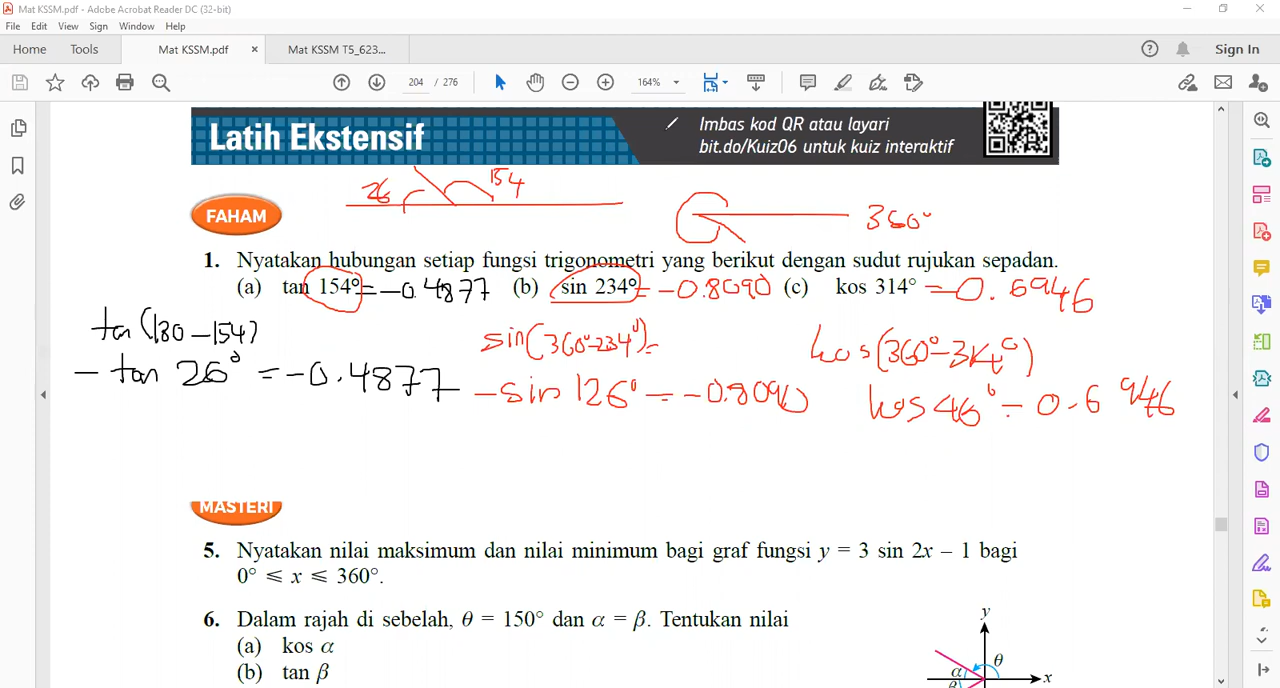 Mat KSSM.pdf - Adobe Acrobat Reader DC (32-bit)
File Edit View Sign Window Help
Home Tools Mat KSSM.pdf × Mat KSSM T5_623... Sign In
204 / 276 164%
Latih Ekstensif
Imbas kod QR atau layari
bit.do/Kuiz06 untuk kuiz interaktif
26 154
360°
FAHAM
1. Nyatakan hubungan setiap fungsi trigonometri yang berikut dengan sudut rujukan sepadan.
(a) tan 154° = -0.4877 (b) sin 234° = -0.8090 (c) kos 314° = 0.6946
tan (180 - 154)
- tan 26° = -0.4877
sin(360° - 234°) =
- sin 126° = -0.8090
kos(360° - 314°)
kos 46° = 0.6946
MASTERI
5. Nyatakan nilai maksimum dan nilai minimum bagi graf fungsi y = 3 sin 2x – 1 bagi
0° ⩽ x ⩽ 360°.
6. Dalam rajah di sebelah, θ = 150° dan α = β. Tentukan nilai
(a) kos α
(b) tan β
y
θ
α
x
β